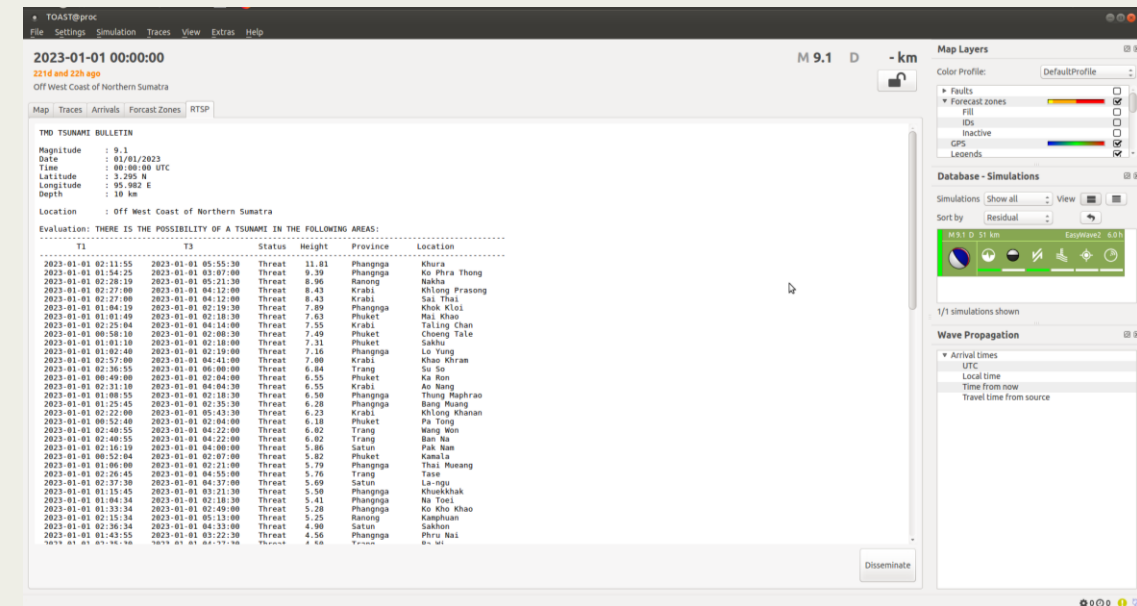 TOAST@proc
File Settings Simulation Traces View Extras Help
2023-01-01 00:00:00
M 9.1 D - km
221d and 22h ago
Off West Coast of Northern Sumatra
Map Traces Arrivals Forcast Zones RTSP
TMD TSUNAMI BULLETIN
Magnitude : 9.1
Date : 01/01/2023
Time : 00:00:00 UTC
Latitude : 3.295 N
Longitude : 95.982 E
Depth : 10 km
Location : Off West Coast of Northern Sumatra
Evaluation: THERE IS THE POSSIBILITY OF A TSUNAMI IN THE FOLLOWING AREAS:
T1 T3 Status Height Province Location
2023-01-01 02:11:55 2023-01-01 05:55:30 Threat 11.81 Phangnga Khura
2023-01-01 01:54:25 2023-01-01 03:07:00 Threat 9.39 Phangnga Ko Phra Thong
2023-01-01 02:28:19 2023-01-01 05:21:30 Threat 8.96 Ranong Nakha
2023-01-01 02:27:00 2023-01-01 04:12:00 Threat 8.43 Krabi Khlong Prasong
2023-01-01 02:27:00 2023-01-01 04:12:00 Threat 8.43 Krabi Sai Thai
2023-01-01 01:04:19 2023-01-01 02:19:30 Threat 7.89 Phangnga Khok Kloi
2023-01-01 01:01:49 2023-01-01 02:18:30 Threat 7.63 Phuket Mai Khao
2023-01-01 02:25:04 2023-01-01 04:14:00 Threat 7.55 Krabi Taling Chan
2023-01-01 00:58:10 2023-01-01 02:08:30 Threat 7.49 Phuket Choeng Tale
2023-01-01 01:01:10 2023-01-01 02:18:00 Threat 7.31 Phuket Sakhu
2023-01-01 01:02:40 2023-01-01 02:19:00 Threat 7.16 Phangnga Lo Yung
2023-01-01 02:57:00 2023-01-01 04:41:00 Threat 7.00 Krabi Khao Khram
2023-01-01 02:36:55 2023-01-01 06:00:00 Threat 6.84 Trang Su So
2023-01-01 00:49:00 2023-01-01 02:04:00 Threat 6.55 Phuket Ka Ron
2023-01-01 02:31:10 2023-01-01 04:04:30 Threat 6.55 Krabi Ao Nang
2023-01-01 01:08:55 2023-01-01 02:18:30 Threat 6.50 Phangnga Thung Maphrao
2023-01-01 01:25:45 2023-01-01 02:35:30 Threat 6.28 Phangnga Bang Muang
2023-01-01 02:22:00 2023-01-01 05:43:30 Threat 6.23 Krabi Khlong Khanan
2023-01-01 00:52:40 2023-01-01 02:04:00 Threat 6.18 Phuket Pa Tong
2023-01-01 02:40:55 2023-01-01 04:22:00 Threat 6.02 Trang Wang Won
2023-01-01 02:40:55 2023-01-01 04:22:00 Threat 6.02 Trang Ban Na
2023-01-01 02:16:19 2023-01-01 04:00:00 Threat 5.86 Satun Pak Nam
2023-01-01 00:52:04 2023-01-01 02:07:00 Threat 5.82 Phuket Kamala
2023-01-01 01:06:00 2023-01-01 02:21:00 Threat 5.79 Phangnga Thai Mueang
2023-01-01 02:26:45 2023-01-01 04:55:00 Threat 5.76 Trang Tase
2023-01-01 02:37:30 2023-01-01 04:37:00 Threat 5.69 Satun La-ngu
2023-01-01 01:15:45 2023-01-01 03:21:30 Threat 5.50 Phangnga Khuekkhak
2023-01-01 01:04:34 2023-01-01 02:18:30 Threat 5.41 Phangnga Na Toei
2023-01-01 01:33:34 2023-01-01 02:49:00 Threat 5.28 Phangnga Ko Kho Khao
2023-01-01 02:15:34 2023-01-01 05:13:00 Threat 5.25 Ranong Kamphuan
2023-01-01 02:36:34 2023-01-01 04:33:00 Threat 4.90 Satun Sakhon
2023-01-01 01:43:55 2023-01-01 03:22:30 Threat 4.56 Phangnga Phru Nai
Disseminate
Map Layers
Color Profile: DefaultProfile
Faults
Forecast zones
Fill
IDs
Inactive
GPS
Legends
Database - Simulations
Simulations Show all View
Sort by Residual
M 9.1 D 51 km EasyWave2 6.0 h
1/1 simulations shown
Wave Propagation
Arrival times
UTC
Local time
Time from now
Travel time from source